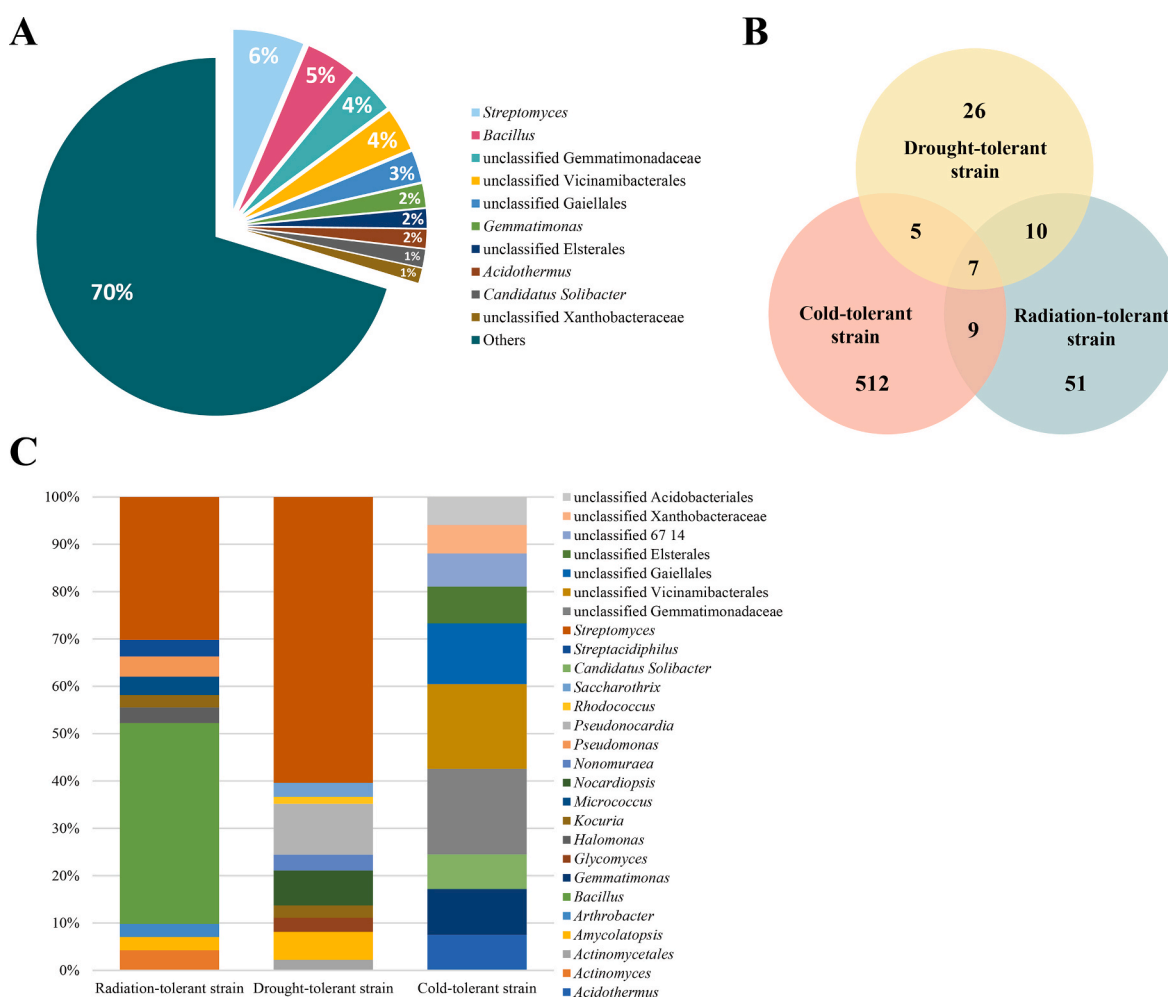 A
6%
5%
4%
4%
3%
2%
2%
2%
1%
1%
70%
Streptomyces
Bacillus
unclassified Gemmatimonadaceae
unclassified Vicinamibacterales
unclassified Gaiellales
Gemmatimonas
unclassified Elsterales
Acidothermus
Candidatus Solibacter
unclassified Xanthobacteraceae
Others
B
26
Drought-tolerant
strain
5
10
7
Cold-tolerant
strain
9
Radiation-tolerant
strain
512
51
C
100%
90%
80%
70%
60%
50%
40%
30%
20%
10%
0%
Radiation-tolerant strain
Drought-tolerant strain
Cold-tolerant strain
unclassified Acidobacteriales
unclassified Xanthobacteraceae
unclassified 67 14
unclassified Elsterales
unclassified Gaiellales
unclassified Vicinamibacterales
unclassified Gemmatimonadaceae
Streptomyces
Streptacidiphilus
Candidatus Solibacter
Saccharothrix
Rhodococcus
Pseudonocardia
Pseudomonas
Nonomuraea
Nocardiopsis
Micrococcus
Kocuria
Halomonas
Glycomyces
Gemmatimonas
Bacillus
Arthrobacter
Amycolatopsis
Actinomycetales
Actinomyces
Acidothermus